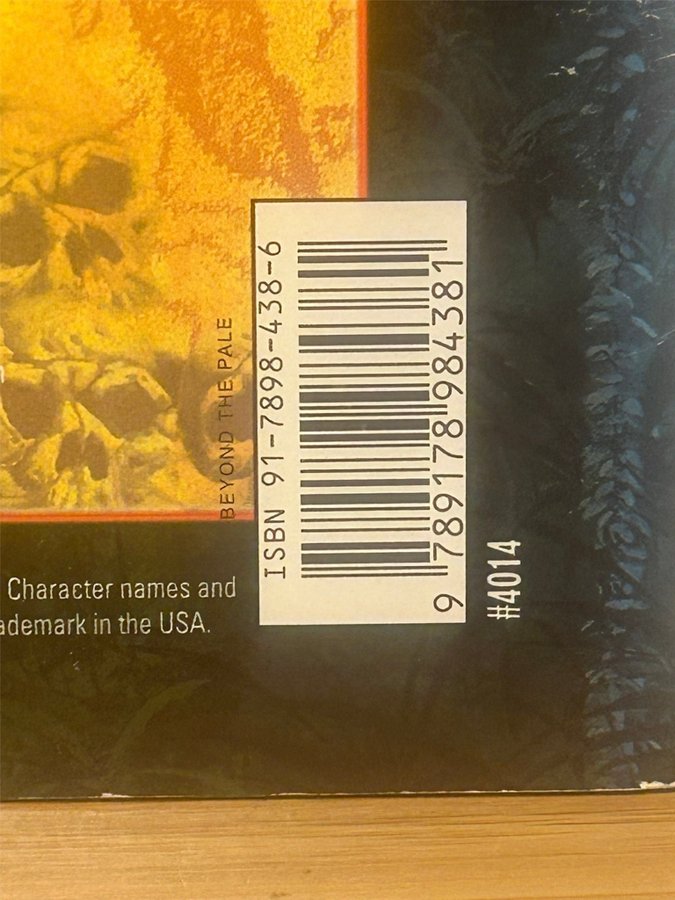 BEYOND THE PALE
ISBN 91-7898-438-6
9 789178 984381
#4014
Character names and
ademark in the USA.